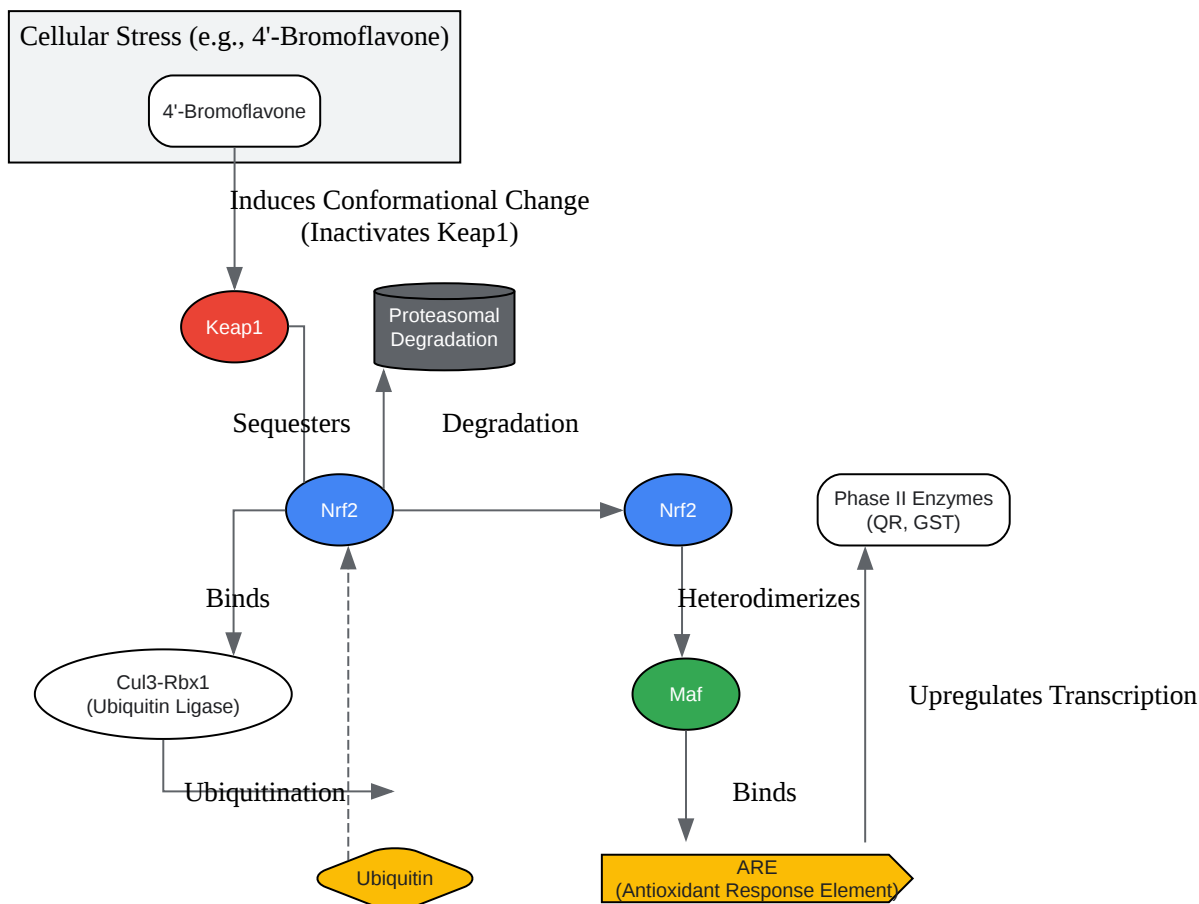 Cellular Stress (e.g., 4'-Bromoflavone)
4'-Bromoflavone
Induces Conformational Change
(Inactivates Keap1)
Keap1
Proteasomal
Degradation
Sequesters
Degradation
Nrf2
Nrf2
Phase II Enzymes
(QR, GST)
Binds
Heterodimerizes
Cul3-Rbx1
(Ubiquitin Ligase)
Maf
Upregulates Transcription
Ubiquitination
Binds
Ubiquitin
ARE
(Antioxidant Response Element)